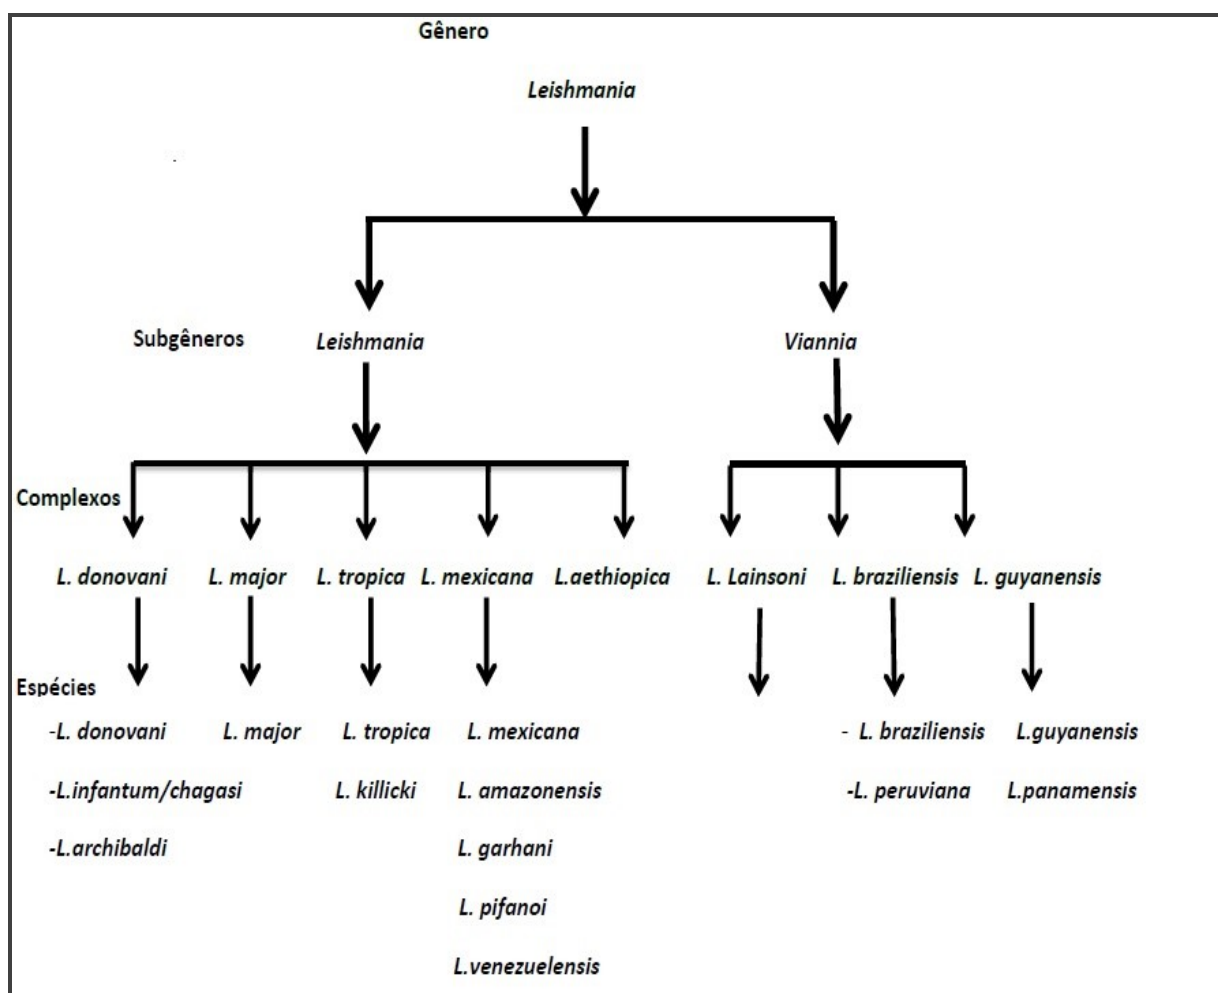 Gênero
Leishmania
Subgêneros Leishmania Viannia
Complexos
L. donovani L. major L. tropica L. mexicana L.aethiopica L. Lainsoni L. braziliensis L. guyanensis
Espécies
-L. donovani L. major L. tropica L. mexicana - L. braziliensis L.guyanensis
-L.infantum/chagasi L. killicki L. amazonensis -L. peruviana L.panamensis
-L.archibaldi L. garhani
L. pifanoi
L.venezuelensis